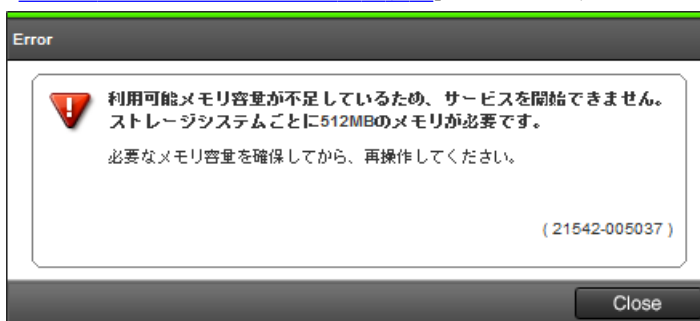 Error
利用可能メモリ容量が不足しているため、サービスを開始できません。
ストレージシステムごとに512MBのメモリが必要です。
必要なメモリ容量を確保してから、再操作してください。
( 21542-005037 )
Close